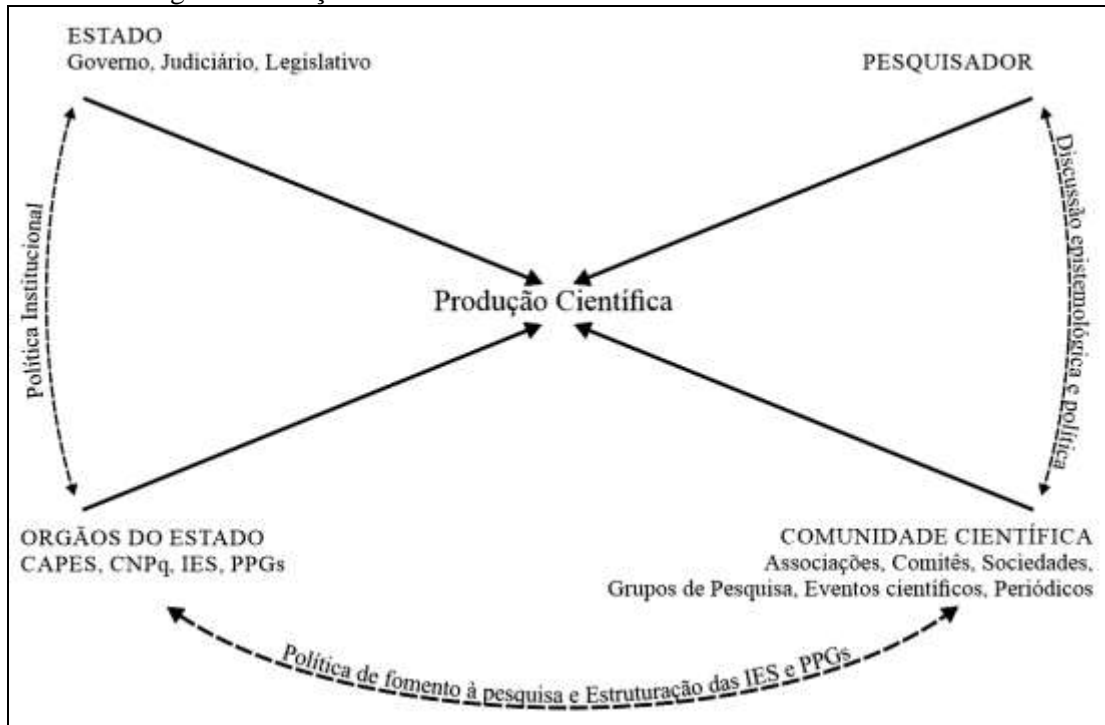 ESTADO
Governo, Judiciário, Legislativo
PESQUISADOR
Política Institucional
Discussão epistemológica e política
Produção Científica
ORGÃOS DO ESTADO
CAPES, CNPq, IES, PPGs
COMUNIDADE CIENTÍFICA
Associações, Comitês, Sociedades,
Grupos de Pesquisa, Eventos científicos, Periódicos
Política de fomento à pesquisa e Estruturação das IES e PPGs